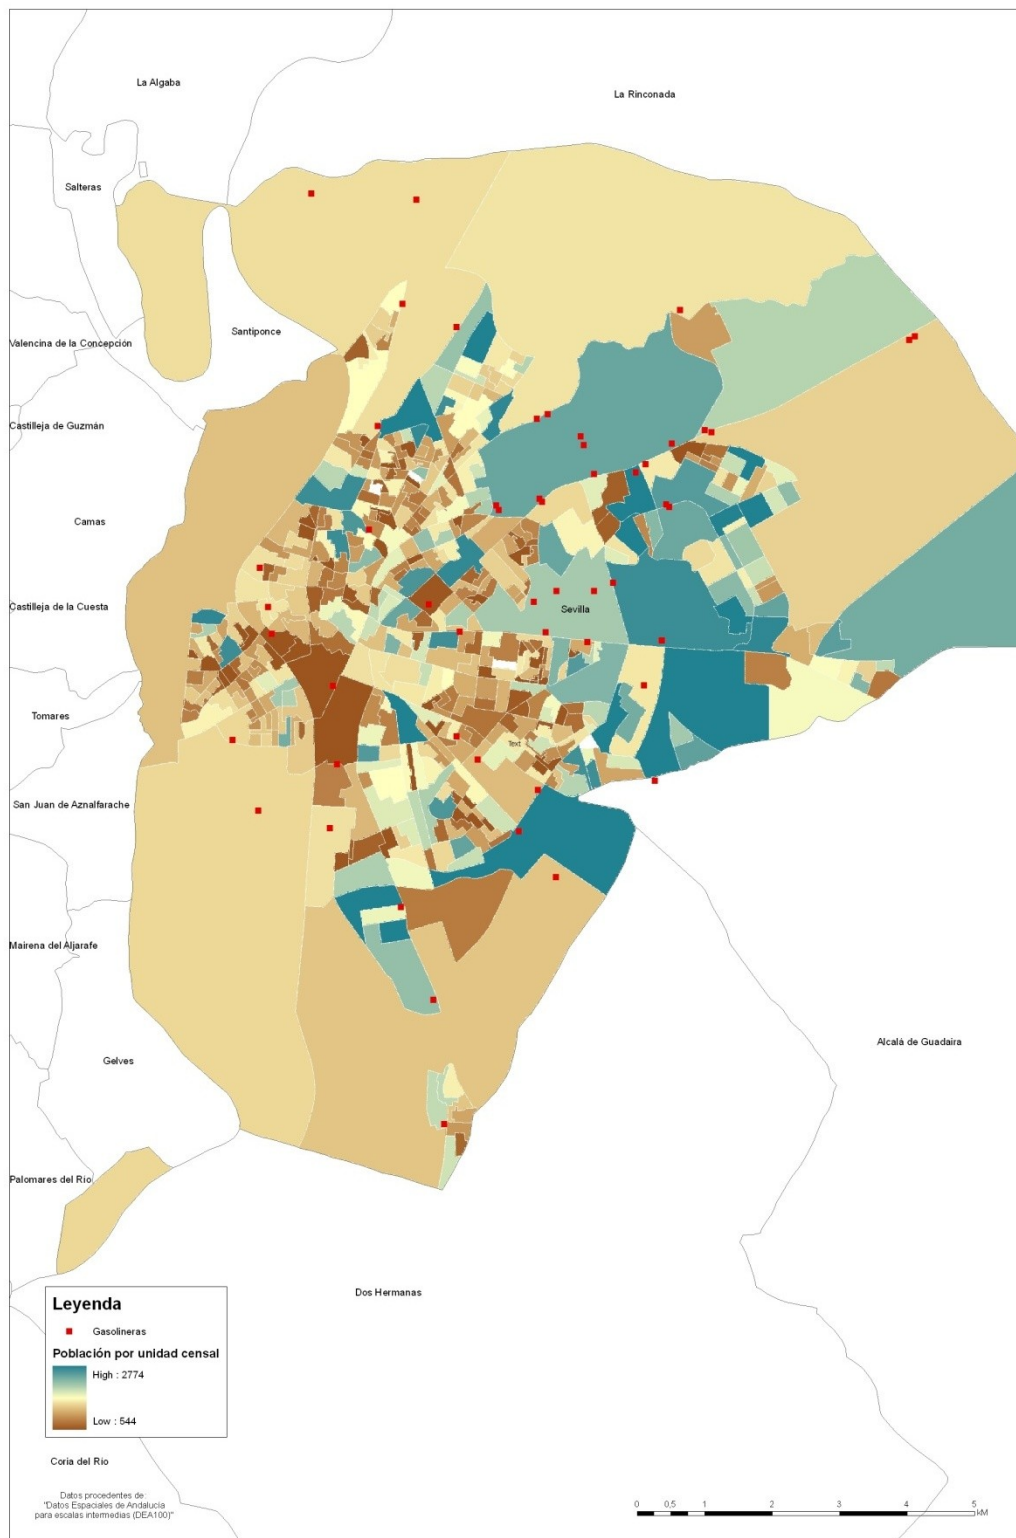 La Algaba
La Rinconada
Salteras
Santiponce
Valencina de la Concepción
Castilleja de Guzmán
Camas
Castilleja de la Cuesta
Sevilla
Tomares
Text
San Juan de Aznalfarache
Mairena del Aljarafe
Alcalá de Guadaira
Gelves
Palomares del Río
Dos Hermanas
Leyenda
Gasolineras
Población por unidad censal
High : 2774
Low : 544
Coria del Río
Datos procedentes de:
"Datos Espaciales de Andalucía
para escalas intermedias (DEA100)"
0 0,5 1 2 3 4 5
kM